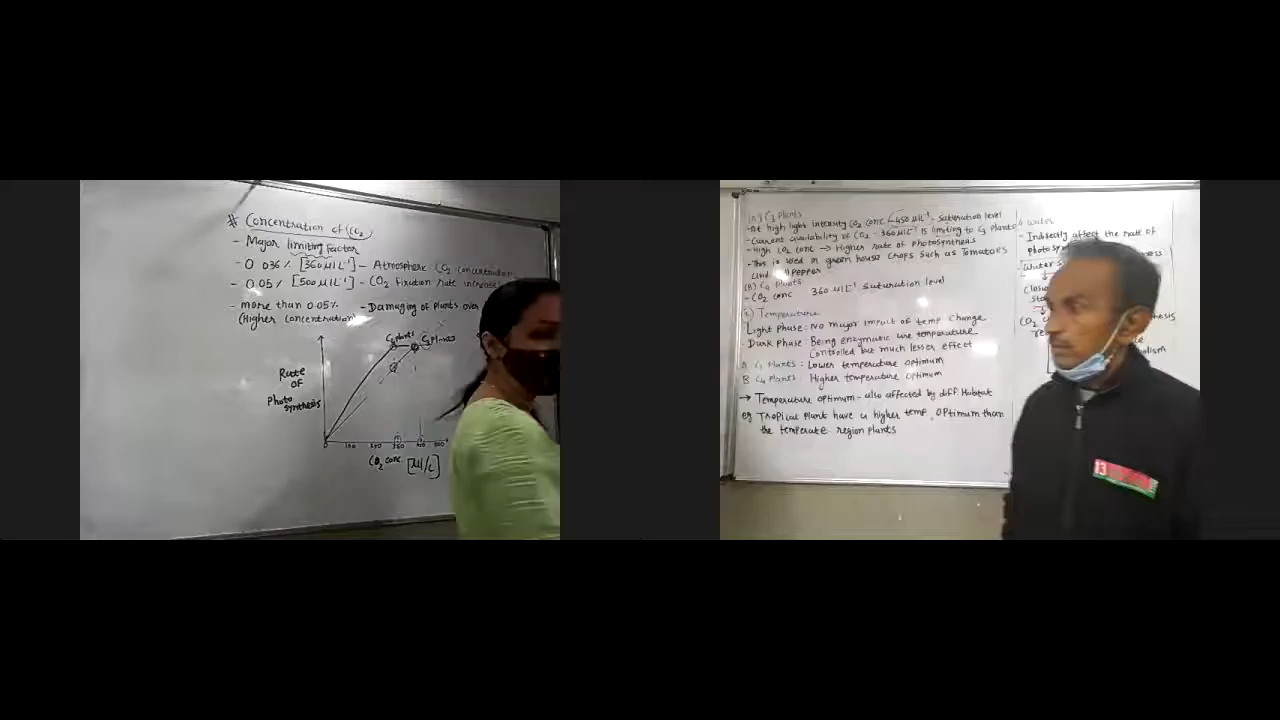 # Concentration of CO2
- Major limiting factor
- 0.036% [360 μl L⁻¹] - Atmospheric CO2 concentration
- 0.05% [500 μl L⁻¹] - CO2 Fixation rate increase
- more than 0.05% - Damaging of plants over
(Higher concentration)
C4 plants C3 Plants
Rate
of
Photo
synthesis
100
CO2 conc [μl/L]
C3 Plants
- At high light intensity CO2 conc - 450 μl L⁻¹ - Saturation level
- Current availability of CO2 - 360 μl L⁻¹ is limiting to C3 Plants
- High CO2 conc → Higher rate of photosynthesis
- This is used in green house crops such as Tomatoes
and Pepper
(B) C4 Plants
- CO2 conc 360 μl L⁻¹ Saturation level
Temperature
Light phase: No major impact of temp change
- Dark phase Being enzymatic are temperature
controlled but much lesser effect
A C3 Plants : Lower temperature optimum
B C4 Plants Higher temperature optimum
→ Temperature optimum - also affected by diff. Habitat
eg Tropical Plant have a higher temp. optimum than
the temperate region plants
water
- Indirectly affect the rate of
Water
CO2
13